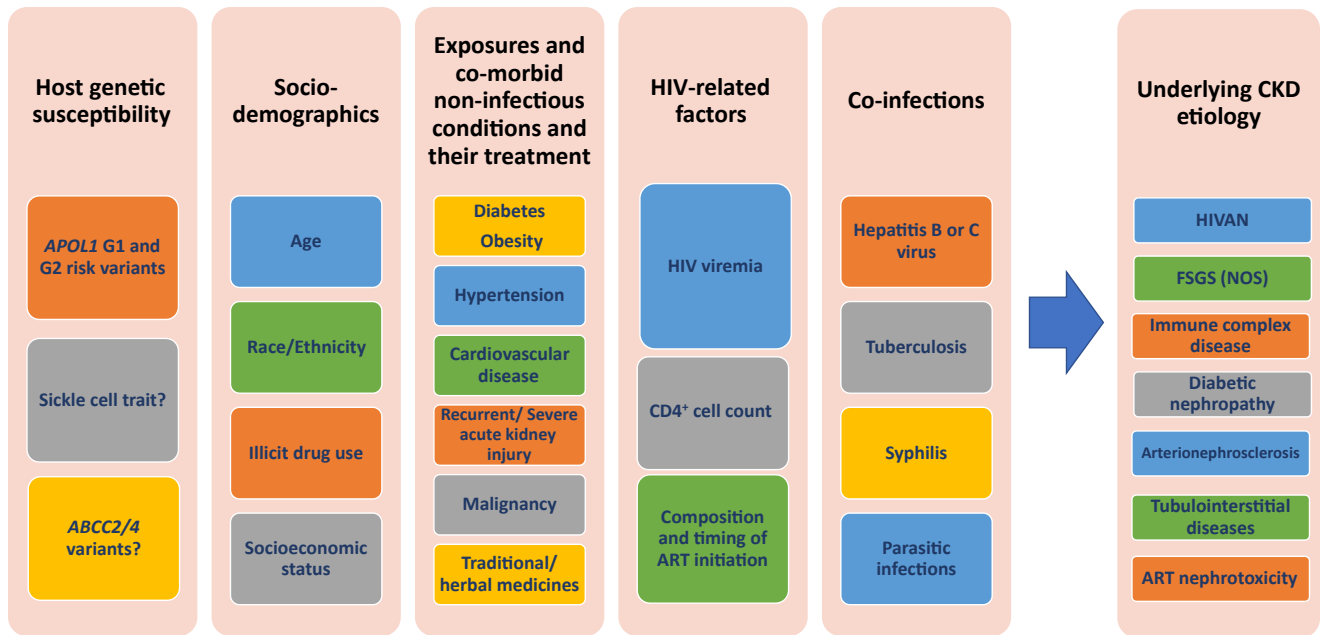 Host genetic
susceptibility
APOL1 G1 and
G2 risk variants
Sickle cell trait?
ABCC2/4
variants?
Socio-
demographics
Age
Race/Ethnicity
Illicit drug use
Socioeconomic
status
Exposures and
co-morbid
non-infectious
conditions and
their treatment
Diabetes
Obesity
Hypertension
Cardiovascular
disease
Recurrent/ Severe
acute kidney
injury
Malignancy
Traditional/
herbal medicines
HIV-related
factors
HIV viremia
CD4⁺ cell count
Composition
and timing of
ART initiation
Co-infections
Hepatitis B or C
virus
Tuberculosis
Syphilis
Parasitic
infections
Underlying CKD
etiology
HIVAN
FSGS (NOS)
Immune complex
disease
Diabetic
nephropathy
Arterionephrosclerosis
Tubulointerstitial
diseases
ART nephrotoxicity